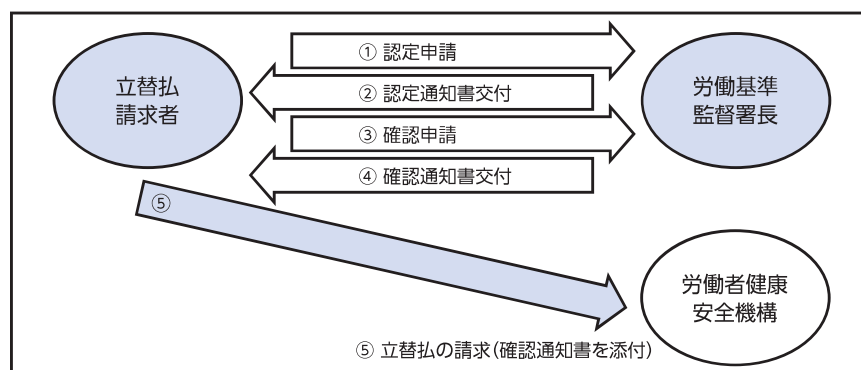 立替払
請求者
① 認定申請
② 認定通知書交付
③ 確認申請
④ 確認通知書交付
労働基準
監督署長
⑤
労働者健康
安全機構
⑤ 立替払の請求(確認通知書を添付)